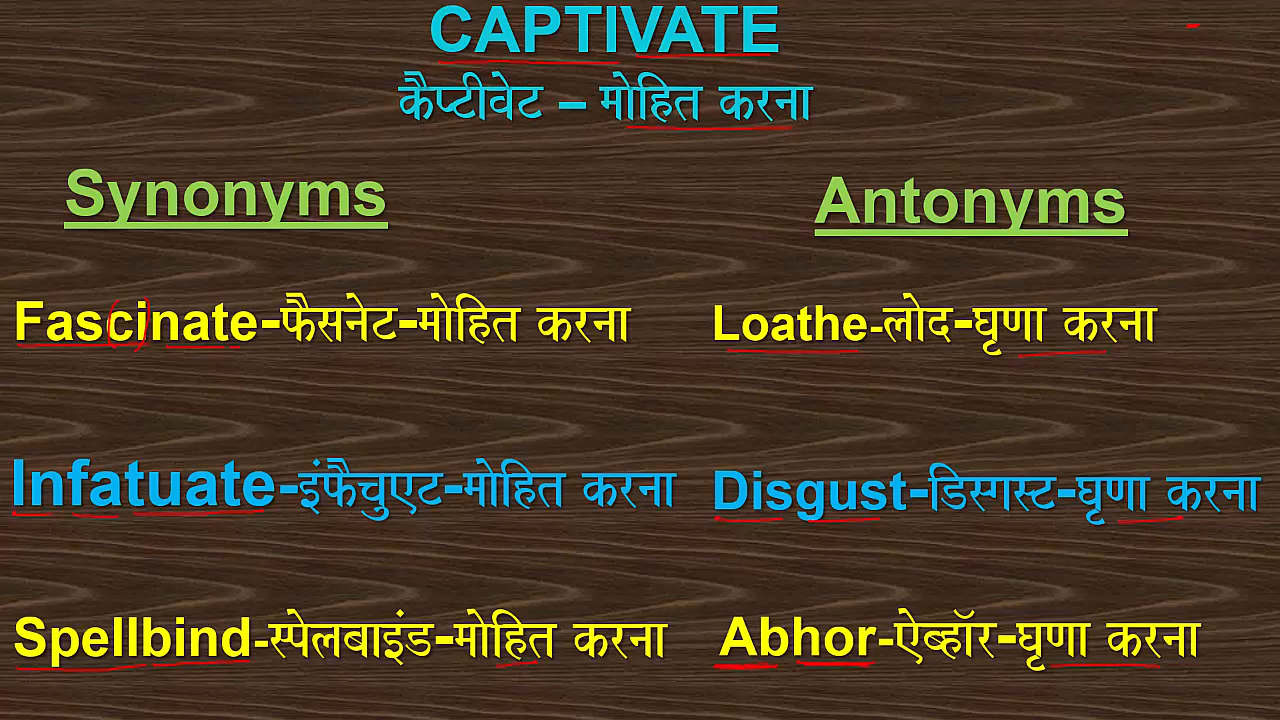 CAPTIVATE
कैप्टीवेट – मोहित करना
Synonyms
Antonyms
Fascinate-फैसनेट-मोहित करना
Loathe-लोद-घृणा करना
Infatuate-इंफैचुएट-मोहित करना
Disgust-डिस्गस्ट-घृणा करना
Spellbind-स्पेलबाइंड-मोहित करना
Abhor-ऐब्हॉर-घृणा करना